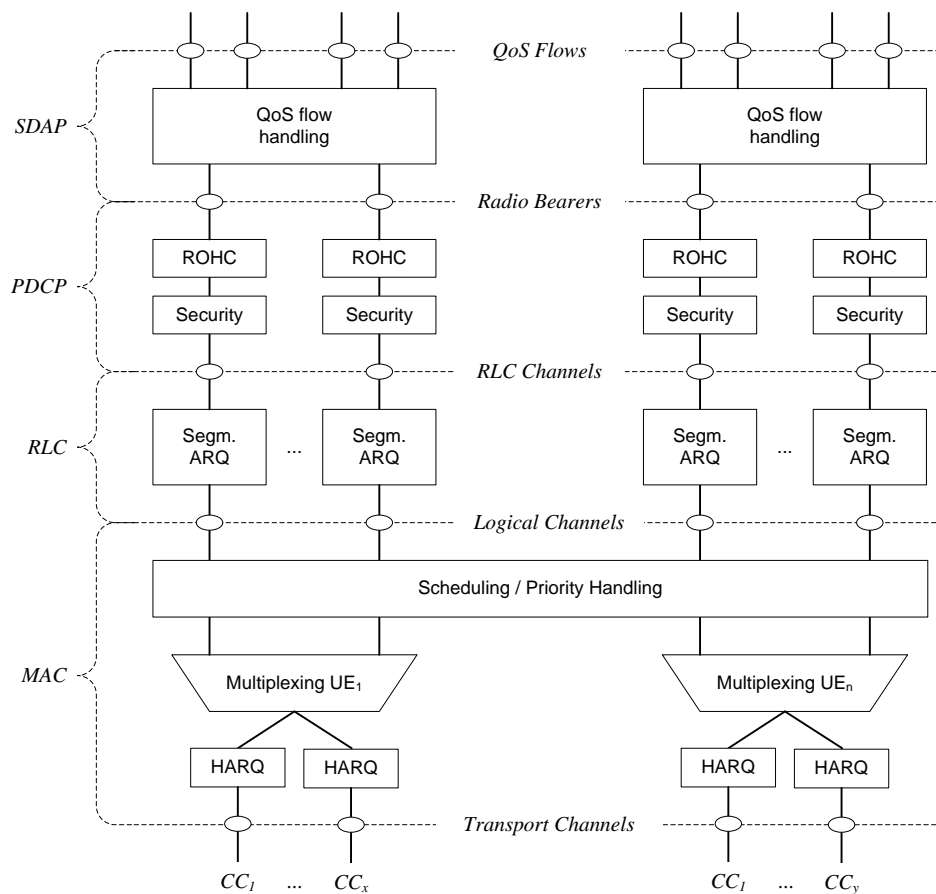 QoS Flows
QoS flow
handling
QoS flow
handling
SDAP
Radio Bearers
ROHC
ROHC
ROHC
ROHC
PDCP
Security
Security
Security
Security
RLC Channels
Segm.
ARQ
...
Segm.
ARQ
Segm.
ARQ
...
Segm.
ARQ
RLC
Logical Channels
Scheduling / Priority Handling
MAC
Multiplexing UE1
Multiplexing UEn
HARQ
HARQ
HARQ
HARQ
Transport Channels
CC1 ... CCx
CC1 ... CCy